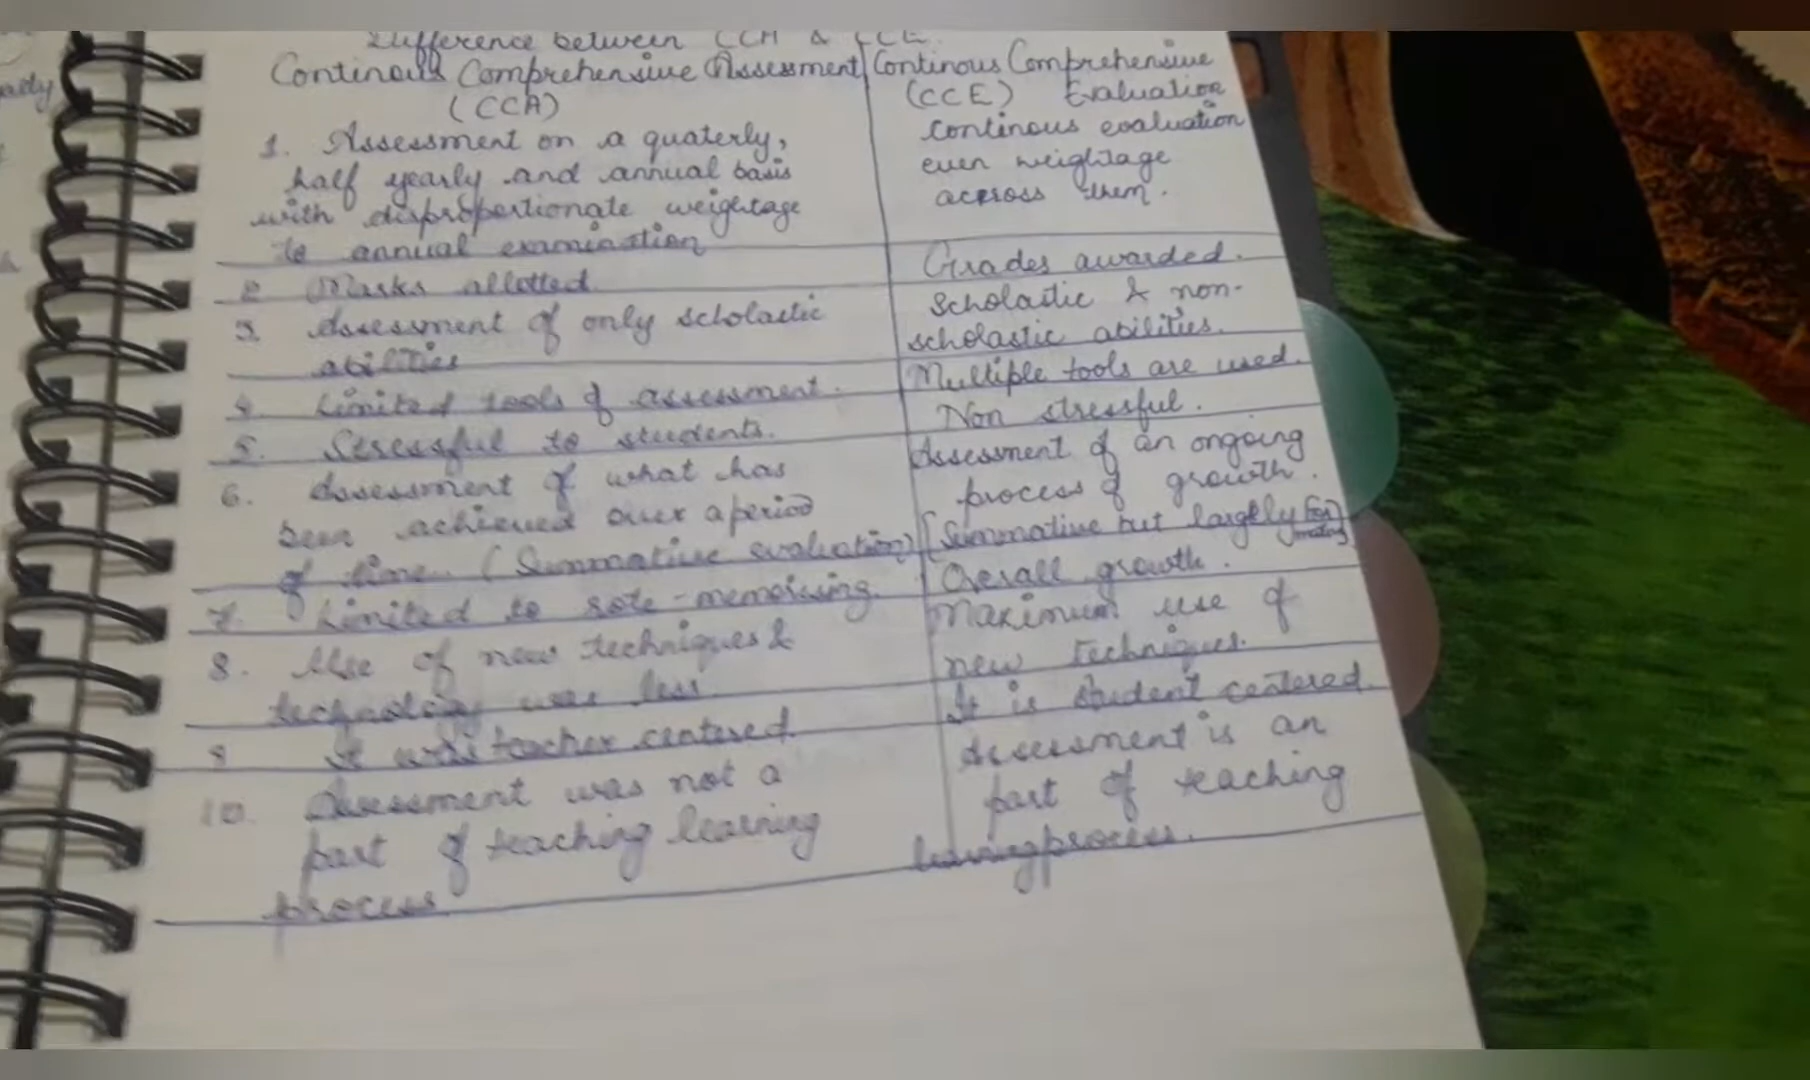 Difference between CCA & CCE.
Continous Comprehensive Assessment
(CCA)
Continous Comprehensive
(CCE) Evaluation
1. Assessment on a quaterly,
half yearly and annual basis
with disproportionate weightage
to annual examination
continous evaluation
even weightage
across them.
2 Marks allotted.
Grades awarded.
3. Assessment of only scholastic
abilities
Scholastic & non-
scholastic abilities.
4. Limited tools of assessment.
Multiple tools are used.
5. Stressful to students.
Non stressful.
6. Assessment of what has
been achieved over a period
of time (Summative evaluation)
Assessment of an ongoing
process of growth.
[Summative but largely
7. Limited to rote-memorising.
Overall growth.
8. Use of new techniques &
technology was less.
Maximum use of
new techniques.
9 It was teacher centered.
It is student centered.
10. Assessment was not a
part of teaching learning
process.
Assessment is an
part of teaching
learning process.